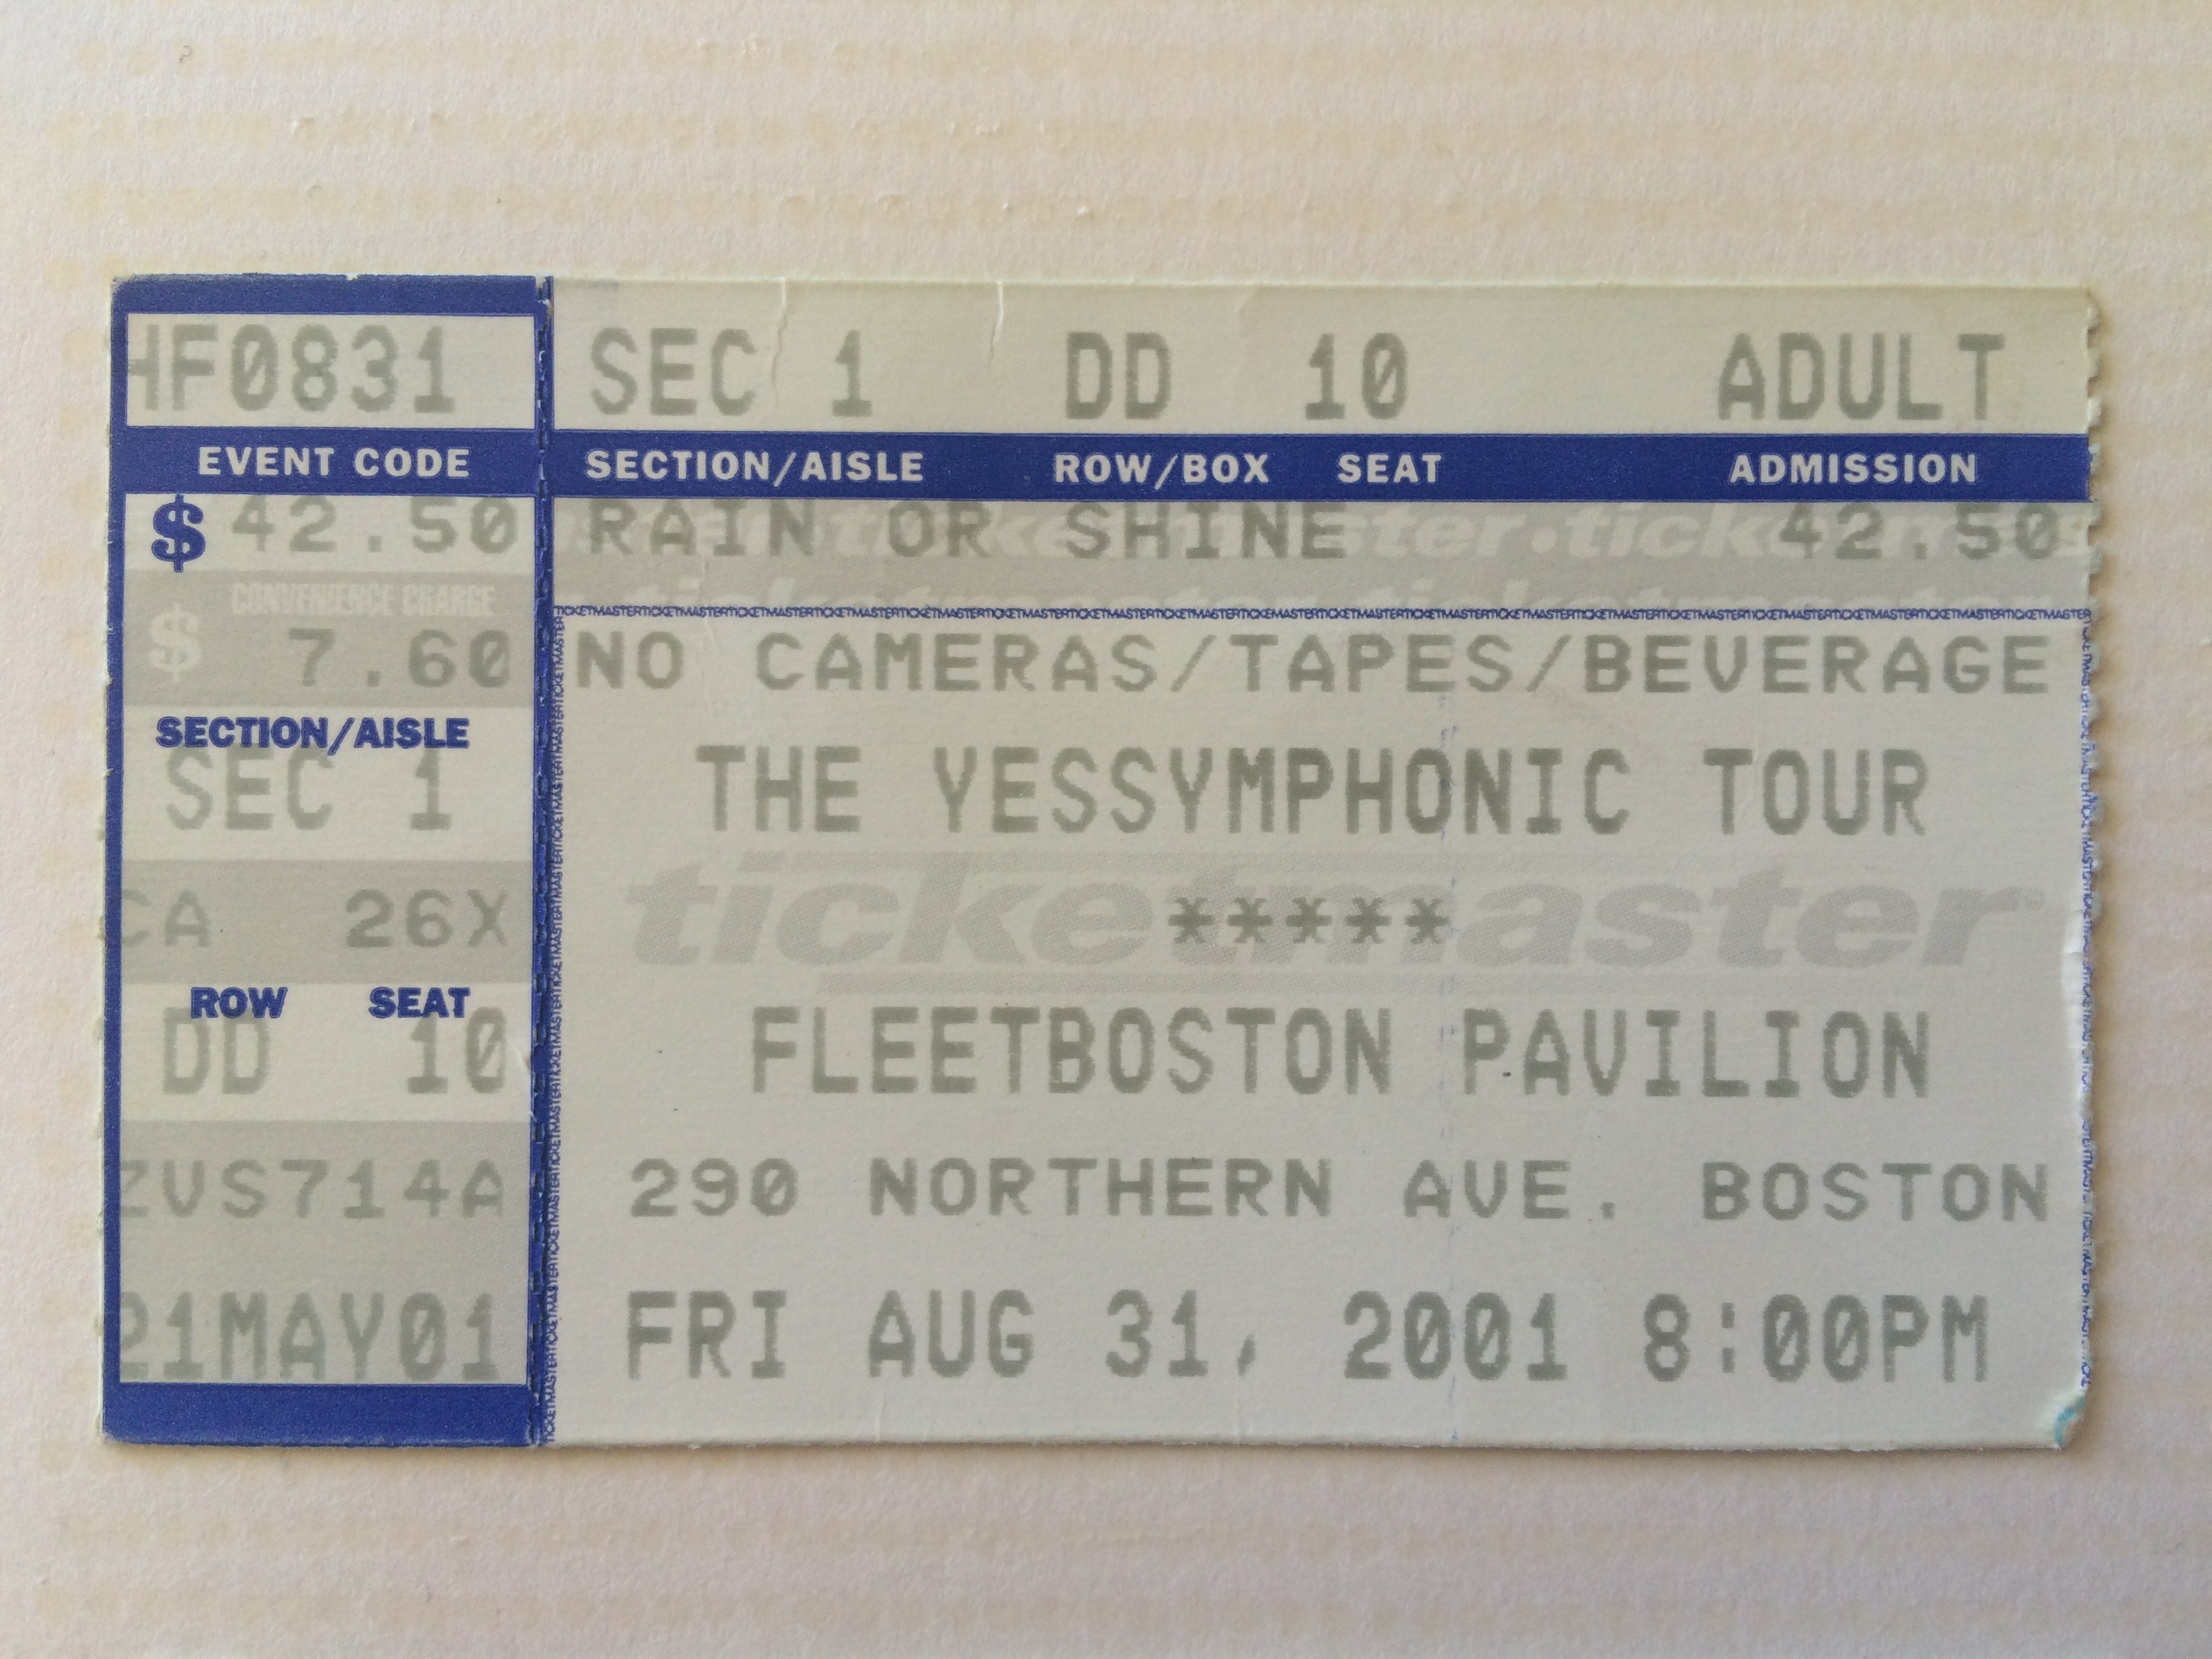 HF0831
EVENT CODE
$ 42.50
CONVENIENCE CHARGE
$ 7.60
SECTION/AISLE
SEC 1
CA 26X
ROW SEAT
DD 10
ZVS714A
21MAY01
SEC 1 DD 10 ADULT
SECTION/AISLE ROW/BOX SEAT ADMISSION
RAIN OR SHINE 42.50
NO CAMERAS/TAPES/BEVERAGE
THE YESSYMPHONIC TOUR
ticketmaster
*****
FLEETBOSTON PAVILION
290 NORTHERN AVE. BOSTON
FRI AUG 31, 2001 8:00PM